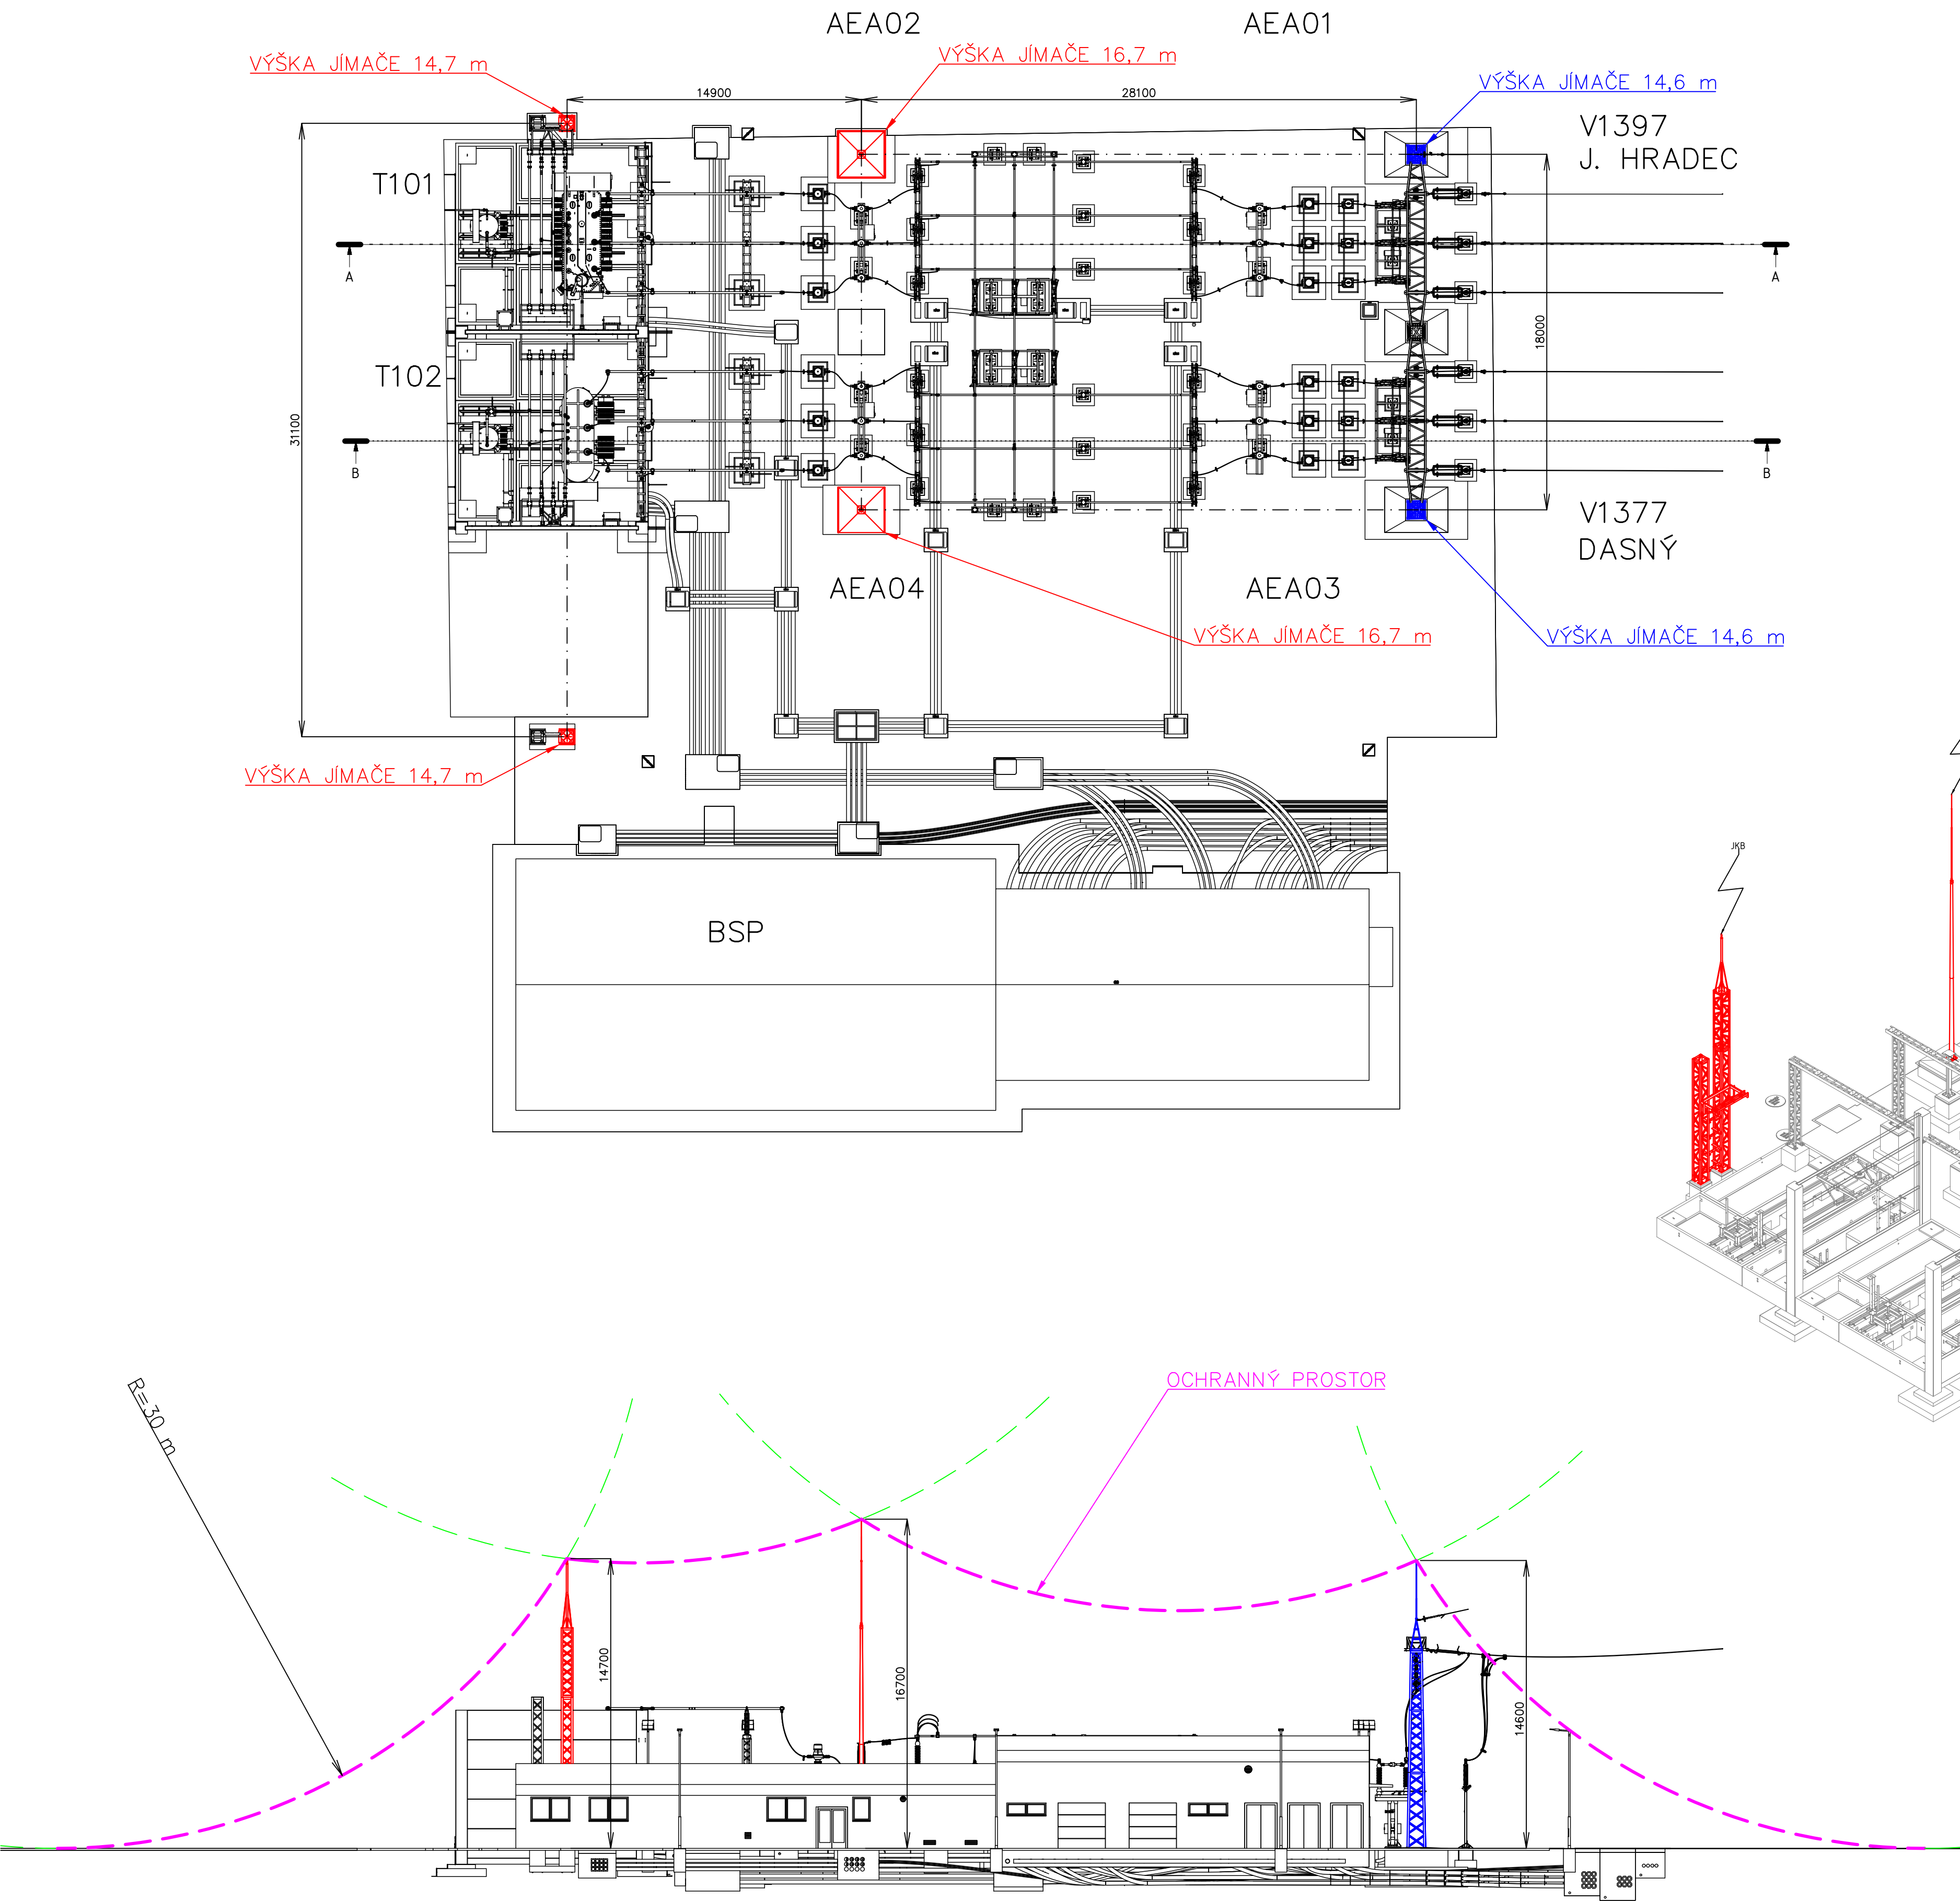 AEA02
AEA01
VÝŠKA JÍMAČE 14,7 m
VÝŠKA JÍMAČE 16,7 m
VÝŠKA JÍMAČE 14,6 m
14900
28100
V1397
J. HRADEC
T101
A
A
18000
T102
31100
B
B
V1377
DASNÝ
AEA04
AEA03
VÝŠKA JÍMAČE 16,7 m
VÝŠKA JÍMAČE 14,6 m
VÝŠKA JÍMAČE 14,7 m
JKB
BSP
R=30 m
OCHRANNÝ PROSTOR
14700
16700
14600